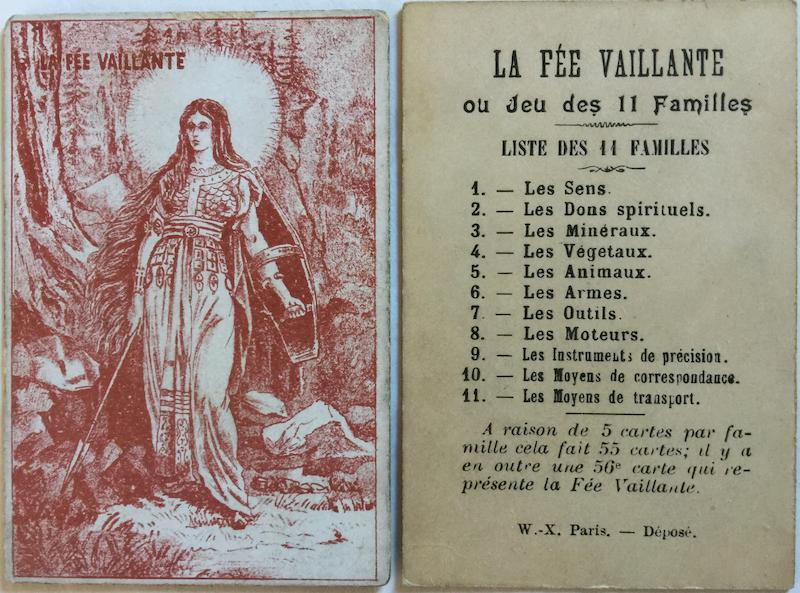 LA FÉE VAILLANTE
LA FÉE VAILLANTE
ou Jeu des 11 Familles
LISTE DES 11 FAMILLES
1. — Les Sens.
2. — Les Dons spirituels.
3. — Les Minéraux.
4. — Les Végetaux.
5. — Les Animaux.
6. — Les Armes.
7. — Les Outils.
8. — Les Moteurs.
9. — Les Instruments de précision.
10. — Les Moyens de correspondance.
11. — Les Moyens de transport.
A raison de 5 cartes par fa-
mille cela fait 55 cartes; il y a
en outre une 56e carte qui re-
présente la Fée Vaillante.
W.-X. Paris. — Déposé.